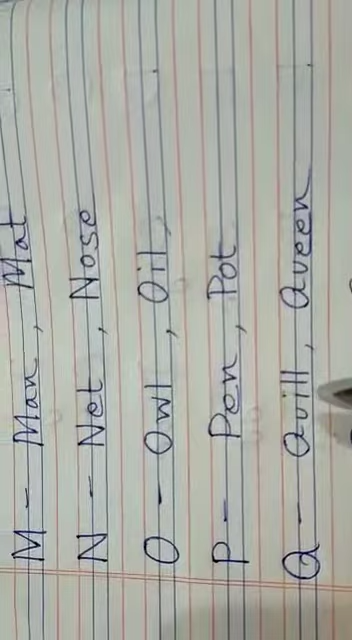 M - Man, Mat
N - Net, Nose
O - Owl, Oil,
P - Pen, Pot
Q - Quill, Queen